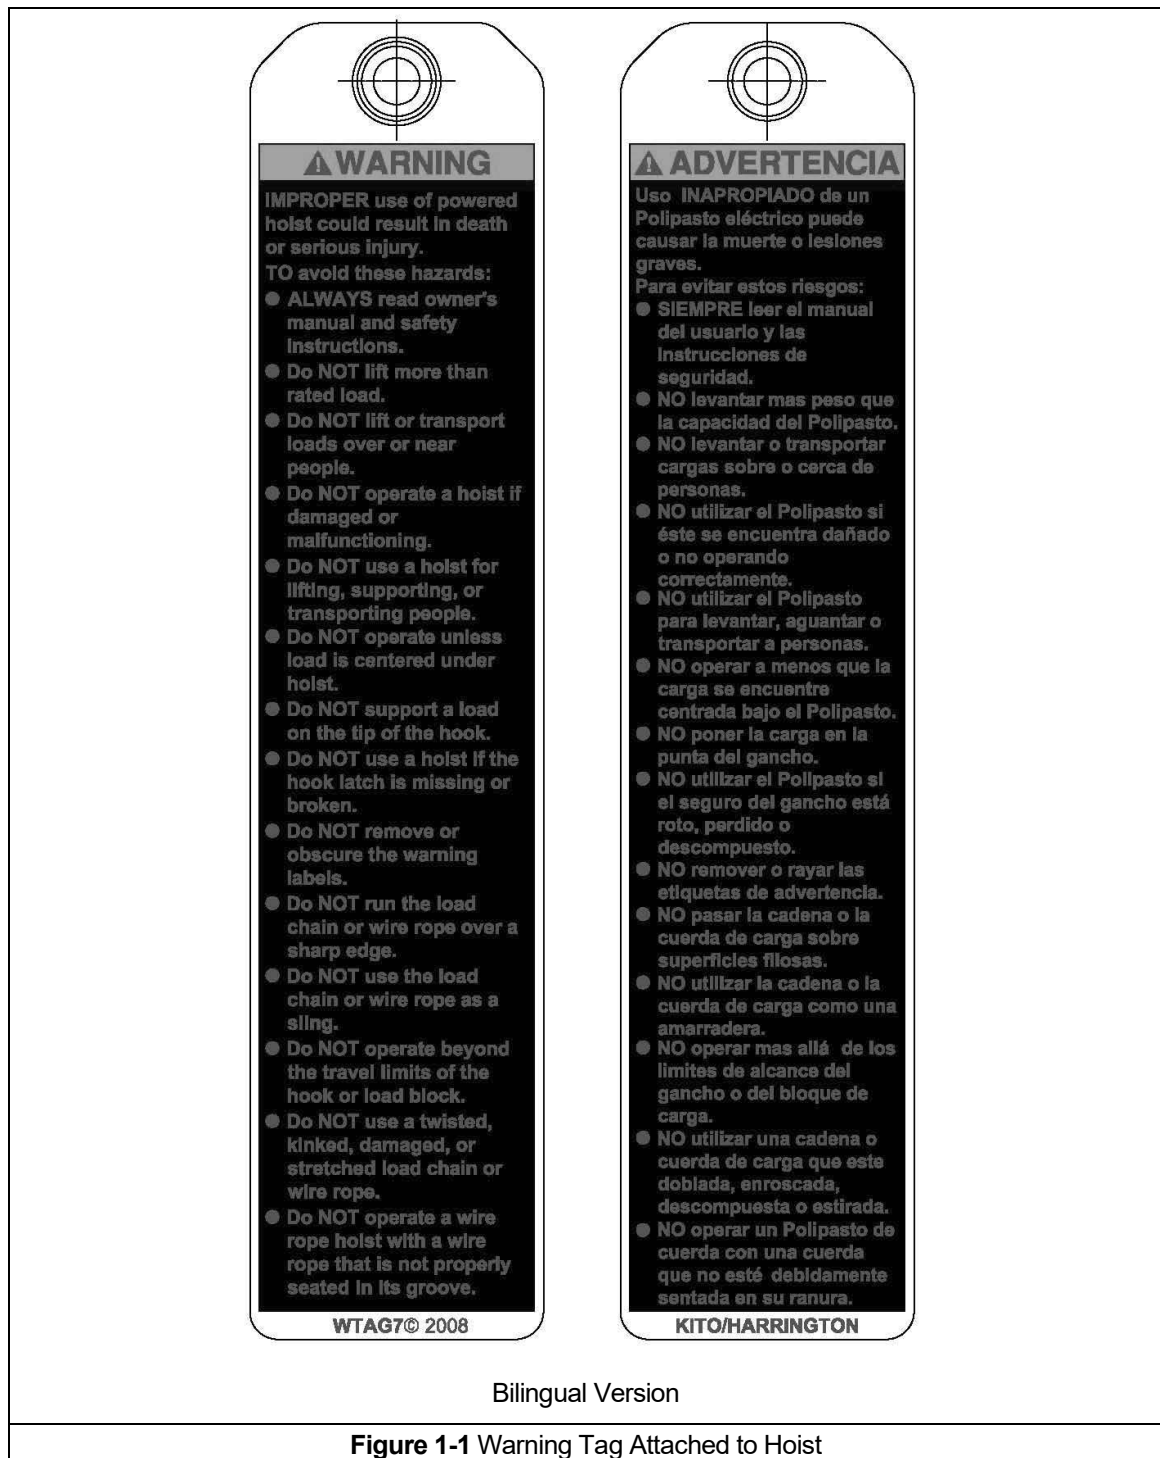 WARNING
IMPROPER use of powered
hoist could result in death
or serious injury.
TO avoid these hazards:
● ALWAYS read owner's
manual and safety
instructions.
● Do NOT lift more than
rated load.
● Do NOT lift or transport
loads over or near
people.
● Do NOT operate a hoist if
damaged or
malfunctioning.
● Do NOT use a hoist for
lifting, supporting, or
transporting people.
● Do NOT operate unless
load is centered under
hoist.
● Do NOT support a load
on the tip of the hook.
● Do NOT use a hoist if the
hook latch is missing or
broken.
● Do NOT remove or
obscure the warning
labels.
● Do NOT run the load
chain or wire rope over a
sharp edge.
● Do NOT use the load
chain or wire rope as a
sling.
● Do NOT operate beyond
the travel limits of the
hook or load block.
● Do NOT use a twisted,
kinked, damaged, or
stretched load chain or
wire rope.
● Do NOT operate a wire
rope hoist with a wire
rope that is not properly
seated in its groove.
WTAG7© 2008
ADVERTENCIA
Uso INAPROPIADO de un
Polipasto eléctrico puede
causar la muerte o lesiones
graves.
Para evitar estos riesgos:
● SIEMPRE leer el manual
del usuario y las
instrucciones de
seguridad.
● NO levantar mas peso que
la capacidad del Polipasto.
● NO levantar o transportar
cargas sobre o cerca de
personas.
● NO utilizar el Polipasto si
éste se encuentra dañado
o no operando
correctamente.
● NO utilizar el Polipasto
para levantar, aguantar o
transportar a personas.
● NO operar a menos que la
carga se encuentre
centrada bajo el Polipasto.
● NO poner la carga en la
punta del gancho.
● NO utilizar el Polipasto si
el seguro del gancho está
roto, perdido o
descompuesto.
● NO remover o rayar las
etiquetas de advertencia.
● NO pasar la cadena o la
cuerda de carga sobre
superficies filosas.
● NO utilizar la cadena o la
cuerda de carga como una
amarradera.
● NO operar mas allá de los
limites de alcance del
gancho o del bloque de
carga.
● NO utilizar una cadena o
cuerda de carga que este
doblada, enroscada,
descompuesta o estirada.
● NO operar un Polipasto de
cuerda con una cuerda
que no esté debidamente
sentada en su ranura.
KITO/HARRINGTON
Bilingual Version
Figure 1-1 Warning Tag Attached to Hoist